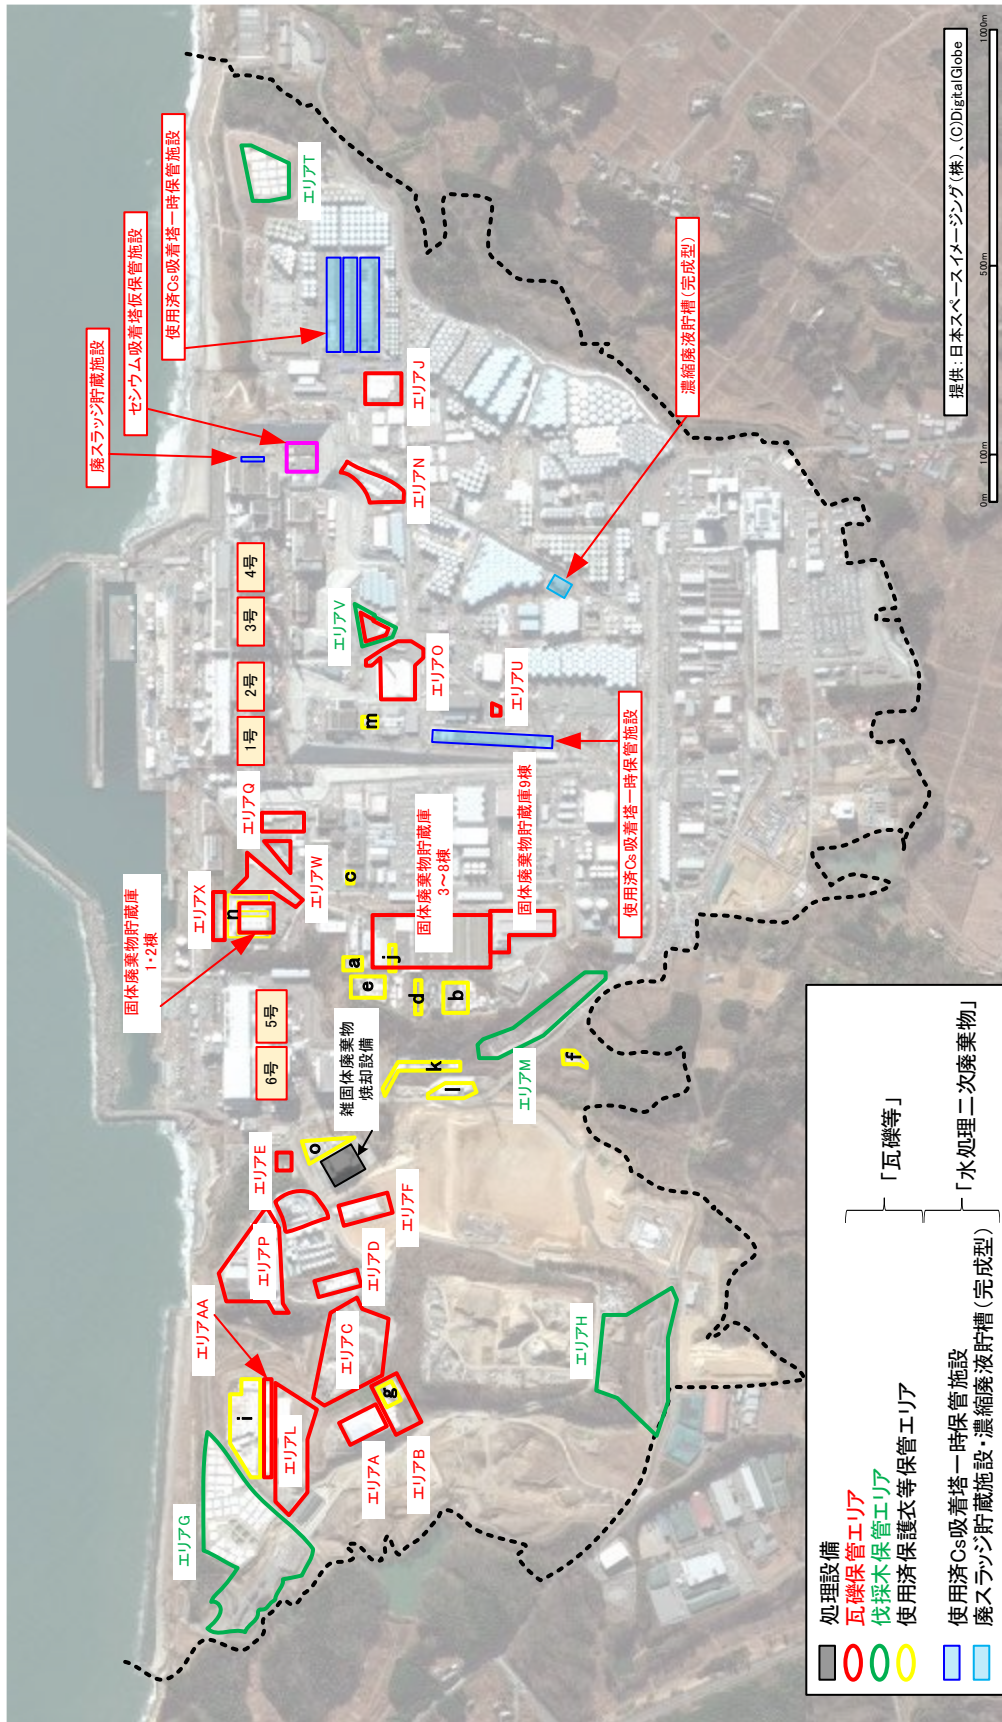 エリアG
i
エリアAA
エリアL
エリアA
エリアB
g
エリアC
エリアP
エリアD
エリアE
エリアF
o
雑固体廃棄物
焼却設備
エリアH
6号
5号
固体廃棄物貯蔵庫
1・2棟
エリアX
n
エリアQ
エリアW
c
a
e
j
d
b
k
l
f
エリアM
固体廃棄物貯蔵庫
3～8棟
固体廃棄物貯蔵庫9棟
1号
2号
3号
4号
m
エリアV
エリアO
エリアU
使用済Cs吸着塔一時保管施設
廃スラッジ貯蔵施設
セシウム吸着塔仮保管施設
使用済Cs吸着塔一時保管施設
エリアN
エリアJ
エリアT
濃縮廃液貯槽(完成型)
処理設備
瓦礫保管エリア
伐採木保管エリア
使用済保護衣等保管エリア
「瓦礫等」
使用済Cs吸着塔一時保管施設
廃スラッジ貯蔵施設・濃縮廃液貯槽(完成型)
「水処理二次廃棄物」
提供：日本スペースイメージング(株)、(C)DigitalGlobe
0m
100m
500m
1000m